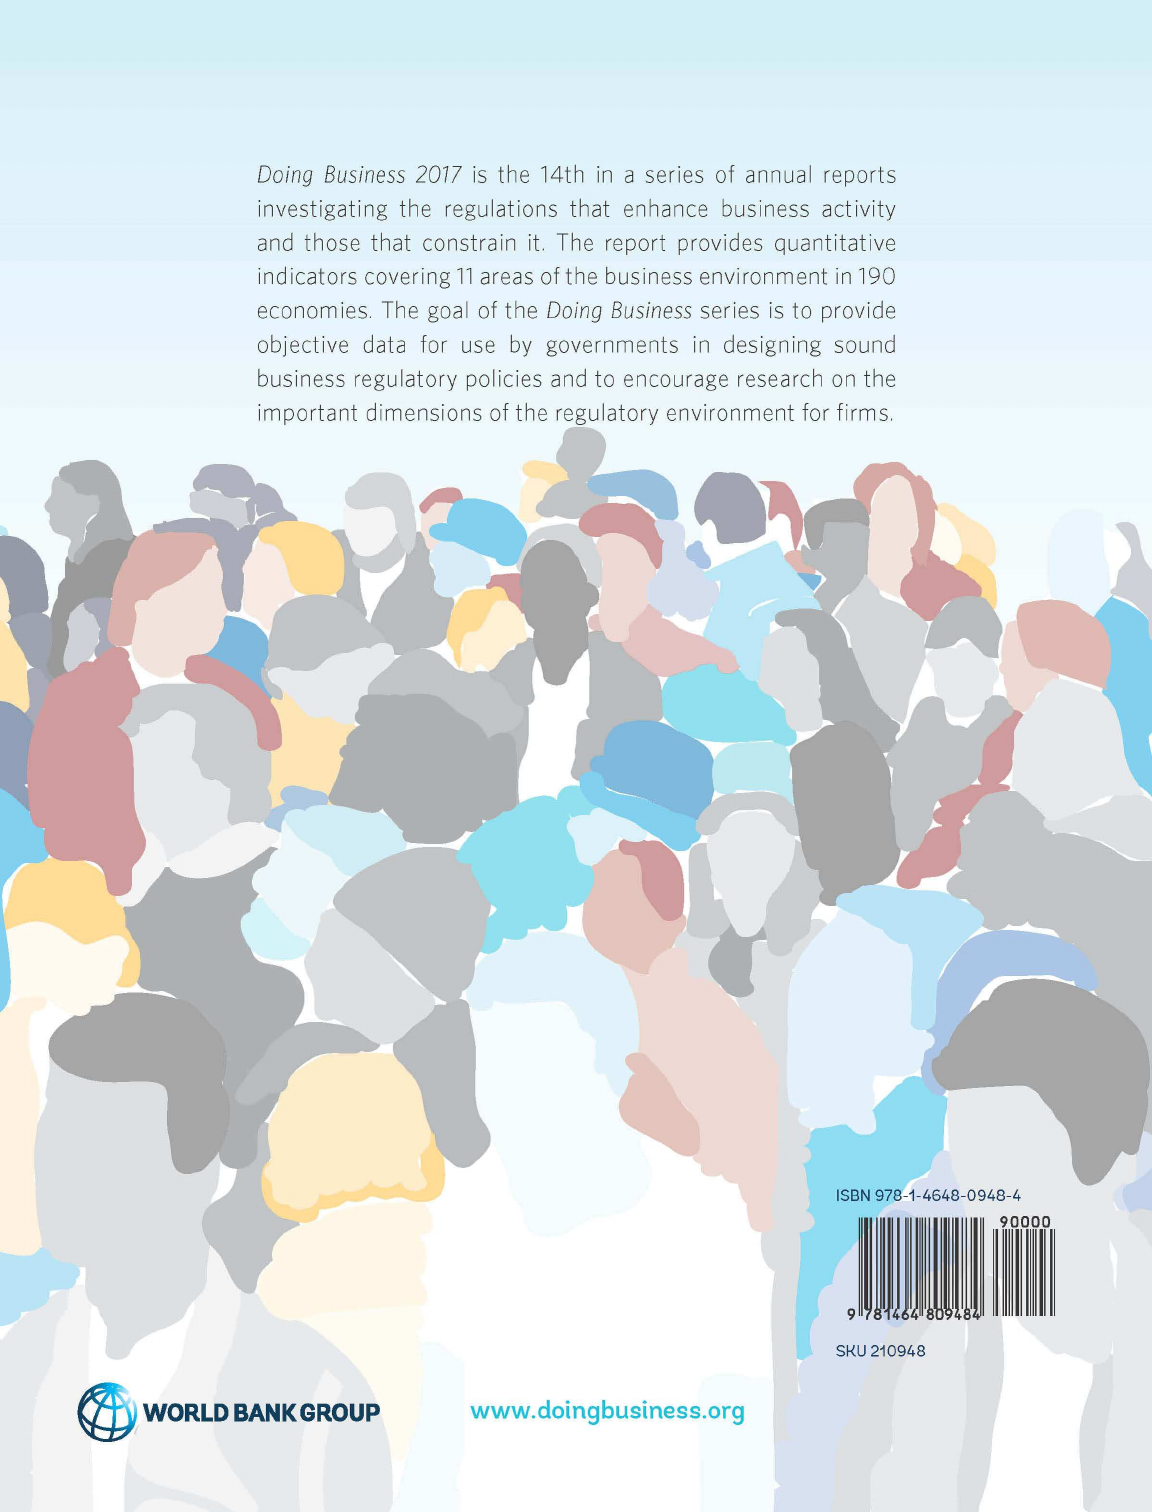 Doing Business 2017 is the 14th in a series of annual reports
investigating the regulations that enhance business activity
and those that constrain it. The report provides quantitative
indicators covering 11 areas of the business environment in 190
economies. The goal of the Doing Business series is to provide
objective data for use by governments in designing sound
business regulatory policies and to encourage research on the
important dimensions of the regulatory environment for firms.
ISBN 978-1-4648-0948-4
90000
9 781464 809484
SKU 210948
WORLD BANK GROUP
www.doingbusiness.org